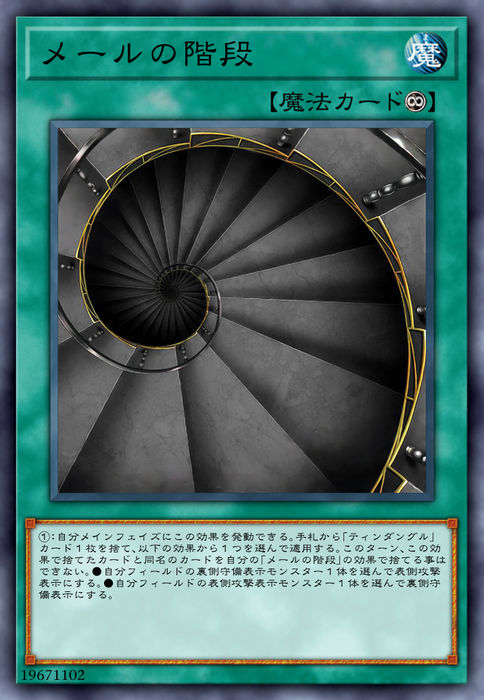 メールの階段
魔
【魔法カード】
①:自分メインフェイズにこの効果を発動できる。手札から「ティンダングル」
カード1枚を捨て、以下の効果から1つを選んで適用する。このターン、この効
果で捨てたカードと同名のカードを自分の「メールの階段」の効果で捨てる事は
できない。●自分フィールドの裏側守備表示モンスター1体を選んで表側攻撃
表示にする。●自分フィールドの表側攻撃表示モンスター1体を選んで裏側守
備表示にする。
19671102